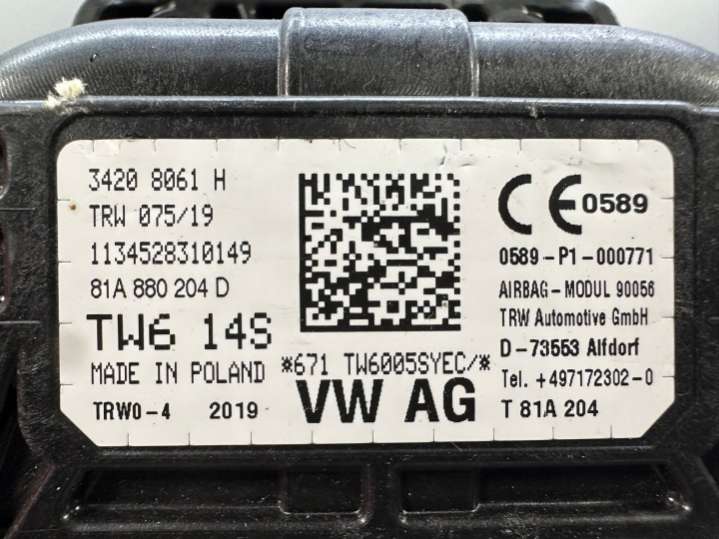 3420 8061 H
TRW 075/19
1134528310149
81A 880 204 D
TW6 14S
MADE IN POLAND
TRW0-4 2019
*671 TW6005SYEC/*
VW AG
CE 0589
0589-P1-000771
AIRBAG-MODUL 90056
TRW Automotive GmbH
D-73553 Alfdorf
Tel. +497172302-0
T 81A 204